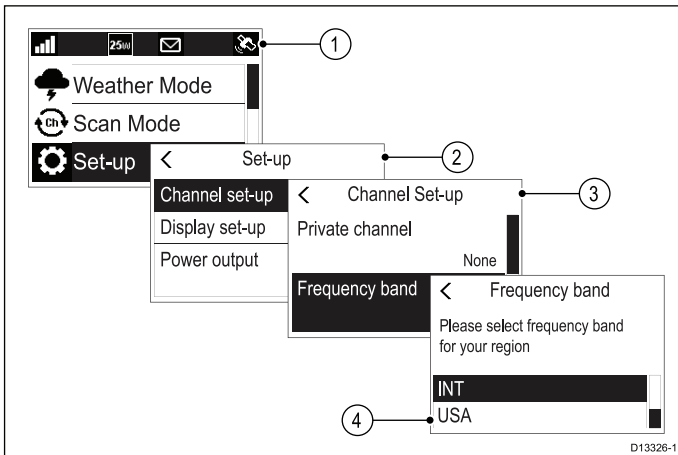 25W
1
Weather Mode
Ch
Scan Mode
Set-up
< Set-up
2
Channel set-up
Display set-up
Power output
< Channel Set-up
3
Private channel
None
Frequency band
< Frequency band
Please select frequency band
for your region
INT
USA
4
D13326-1